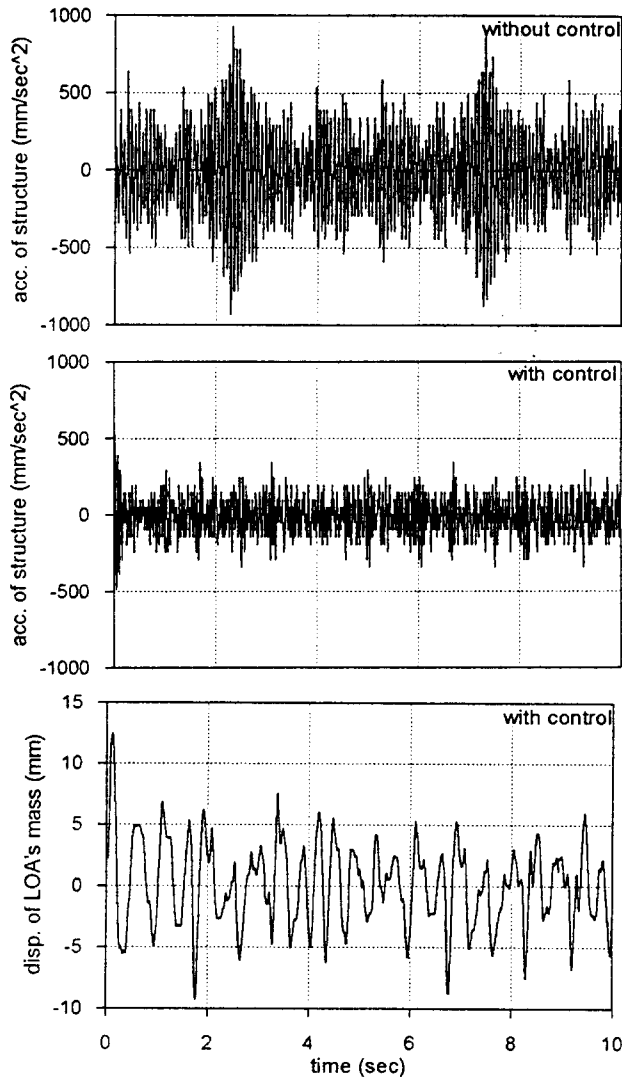 without control
acc. of structure (mm/sec^2)
1000
500
0
-500
-1000
with control
acc. of structure (mm/sec^2)
1000
500
0
-500
-1000
with control
disp. of LOA's mass (mm)
15
10
5
0
-5
-10
0 2 4 6 8 10
time (sec)